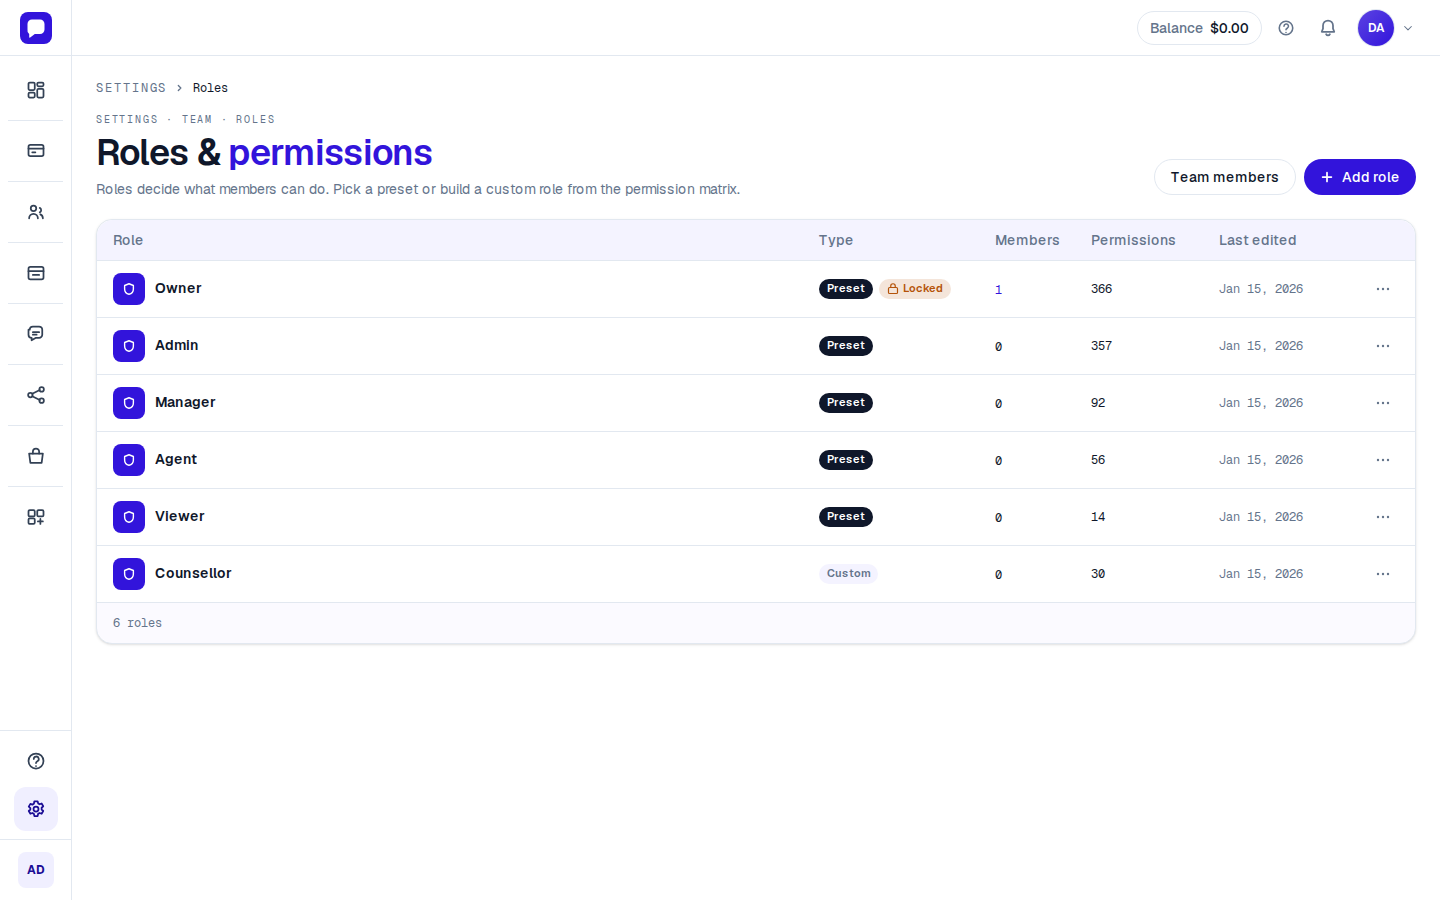 Balance $0.00
DA
SETTINGS > Roles
SETTINGS · TEAM · ROLES
Roles & permissions
Roles decide what members can do. Pick a preset or build a custom role from the permission matrix.
Team members
+ Add role
Role Type Members Permissions Last edited
Owner Preset Locked 1 366 Jan 15, 2026 ...
Admin Preset 0 357 Jan 15, 2026 ...
Manager Preset 0 92 Jan 15, 2026 ...
Agent Preset 0 56 Jan 15, 2026 ...
Viewer Preset 0 14 Jan 15, 2026 ...
Counsellor Custom 0 30 Jan 15, 2026 ...
6 roles
AD